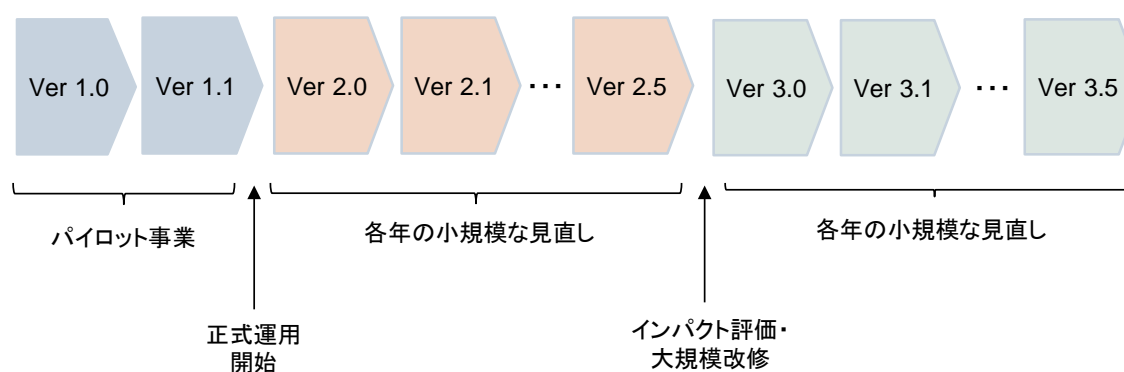 Ver 1.0 Ver 1.1 Ver 2.0 Ver 2.1 ・・・ Ver 2.5 Ver 3.0 Ver 3.1 ・・・ Ver 3.5
パイロット事業 各年の小規模な見直し 各年の小規模な見直し
正式運用
開始
インパクト評価・
大規模改修